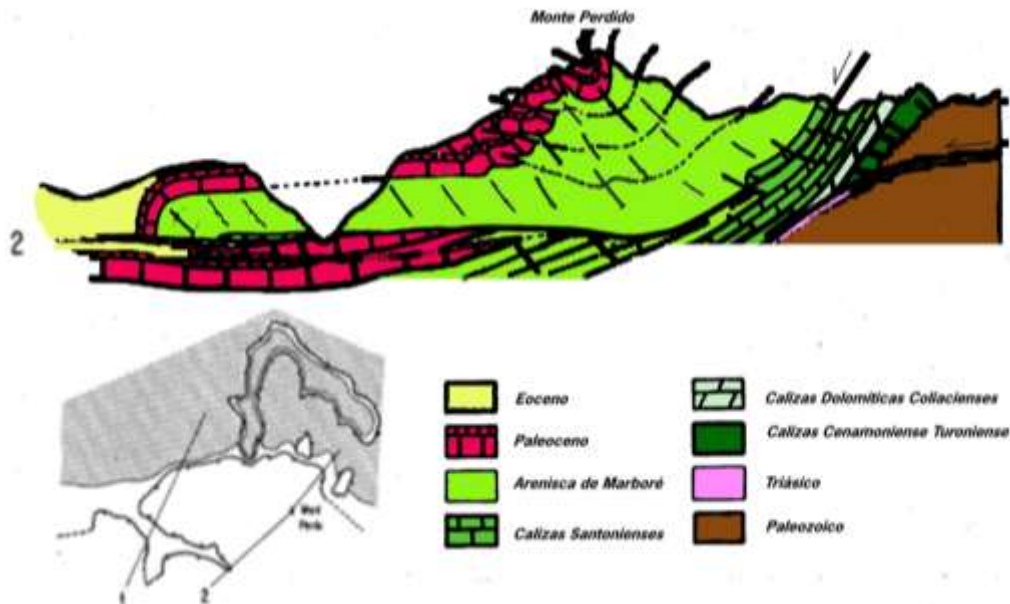 Monte Perdido
2
Eoceno
Paleoceno
Arenisca de Marboré
Calizas Santonienses
Calizas Dolomíticas Coliacienses
Calizas Cenamoniense Turoniense
Triásico
Paleozoico
1
2